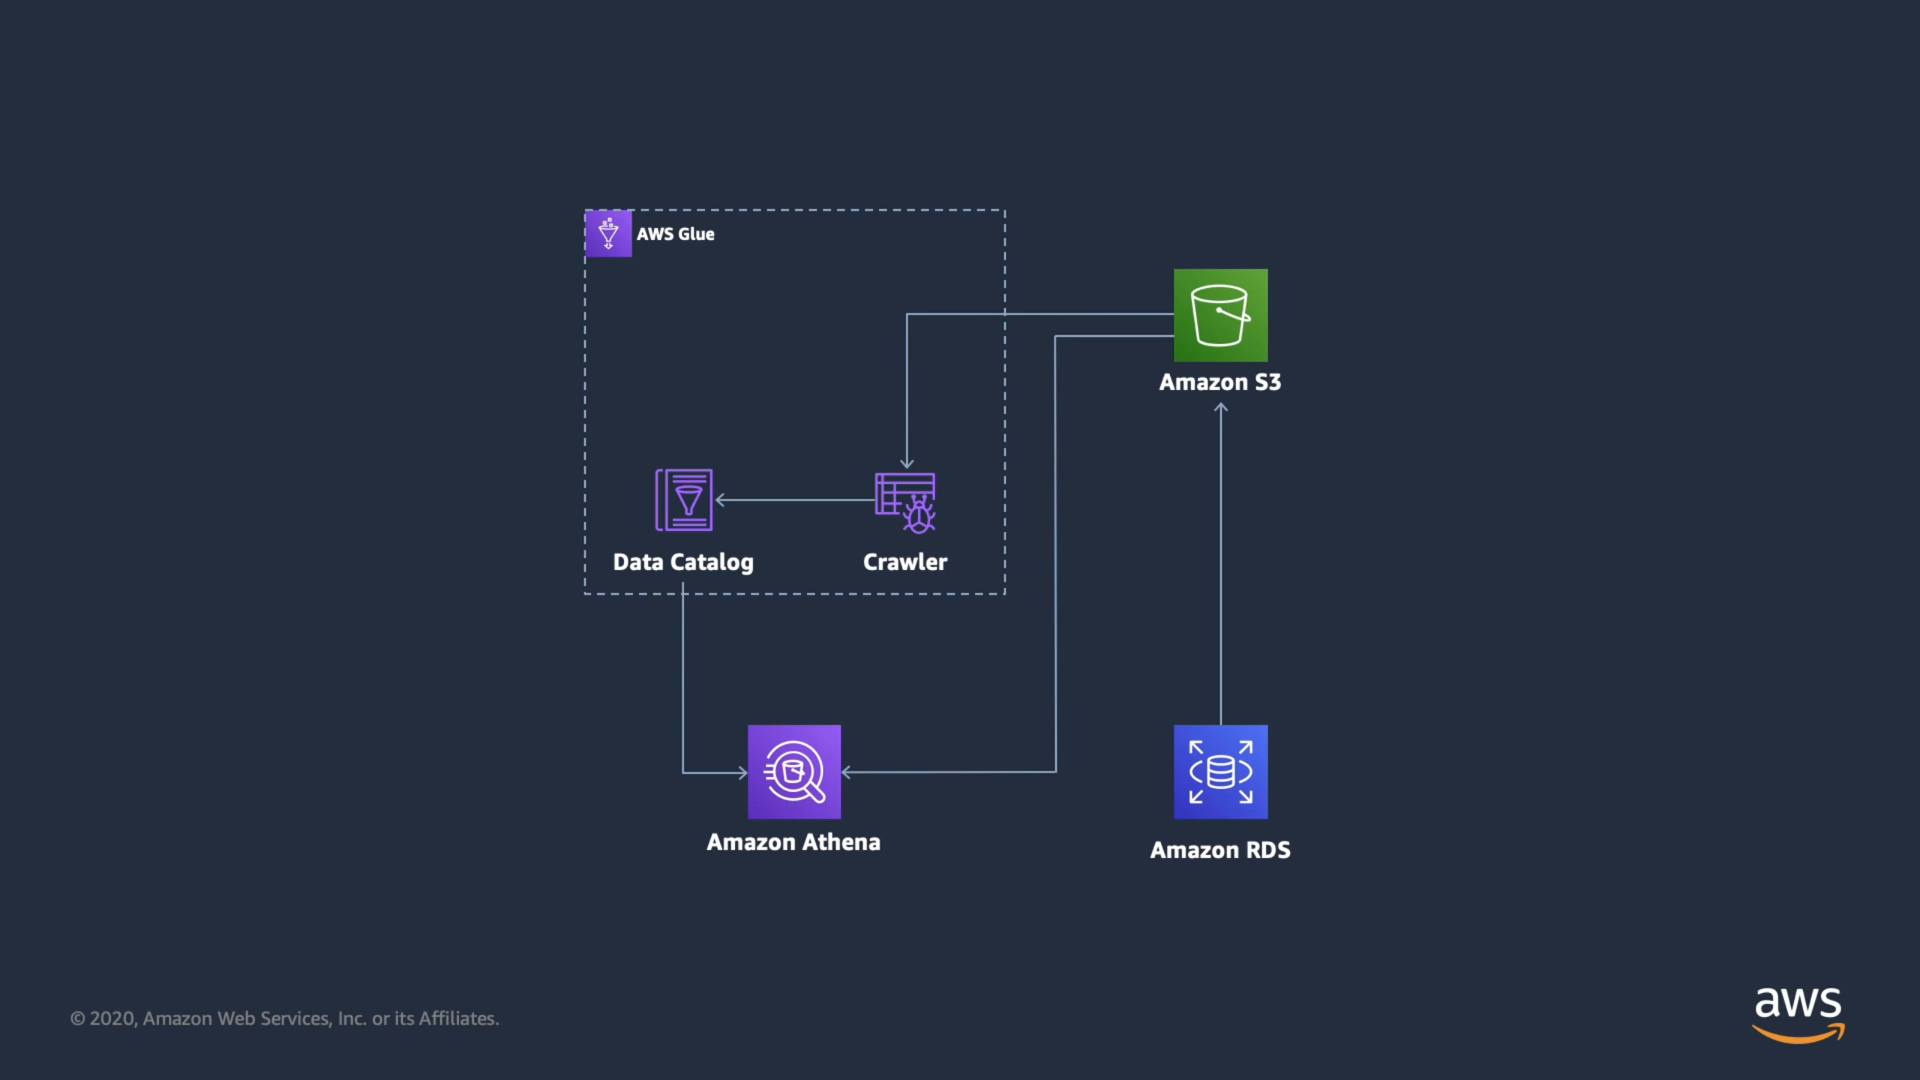 AWS Glue
Amazon S3
Data Catalog
Crawler
Amazon Athena
Amazon RDS
© 2020, Amazon Web Services, Inc. or its Affiliates.
aws